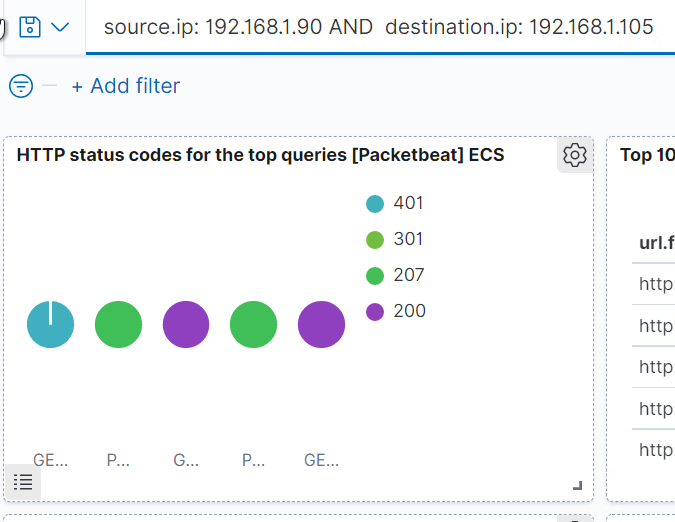 source.ip: 192.168.1.90 AND  destination.ip: 192.168.1.105
+ Add filter
HTTP status codes for the top queries [Packetbeat] ECS
401
301
207
200
GE...
P...
G...
P...
GE...
Top 10
url.f
http:
http:
http:
http:
http: